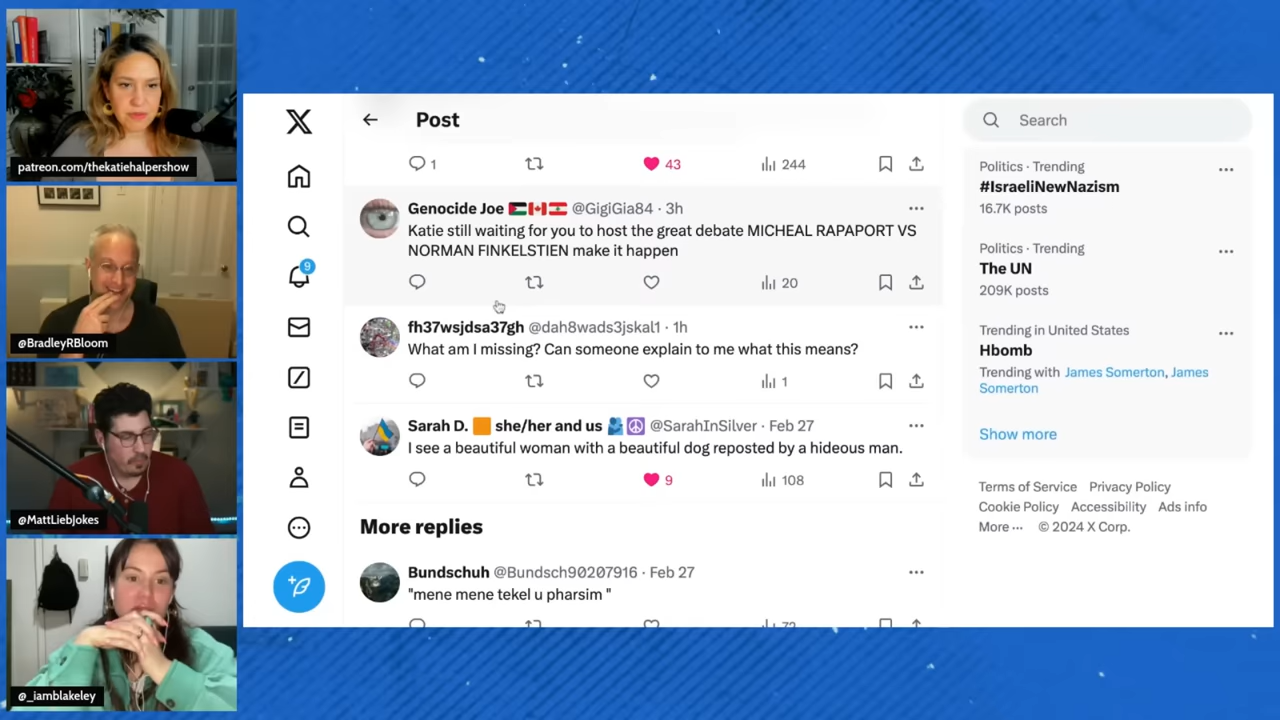 patreon.com/thekatiehalpershow
@BradleyRBloom
@MattLiebJokes
@_iamblakeley
Post
1 43 244
Genocide Joe @GigiGia84 · 3h
Katie still waiting for you to host the great debate MICHEAL RAPAPORT VS
NORMAN FINKELSTIEN make it happen
20
9
fh37wsjdsa37gh @dah8wads3jskal1 · 1h
What am I missing? Can someone explain to me what this means?
1
Sarah D. she/her and us @SarahInSilver · Feb 27
I see a beautiful woman with a beautiful dog reposted by a hideous man.
9 108
More replies
Bundschuh @Bundsch90207916 · Feb 27
"mene mene tekel u pharsim "
Search
Politics · Trending
#IsraeliNewNazism
16.7K posts
Politics · Trending
The UN
209K posts
Trending in United States
Hbomb
Trending with James Somerton, James
Somerton
Show more
Terms of Service Privacy Policy
Cookie Policy Accessibility Ads info
More ··· © 2024 X Corp.